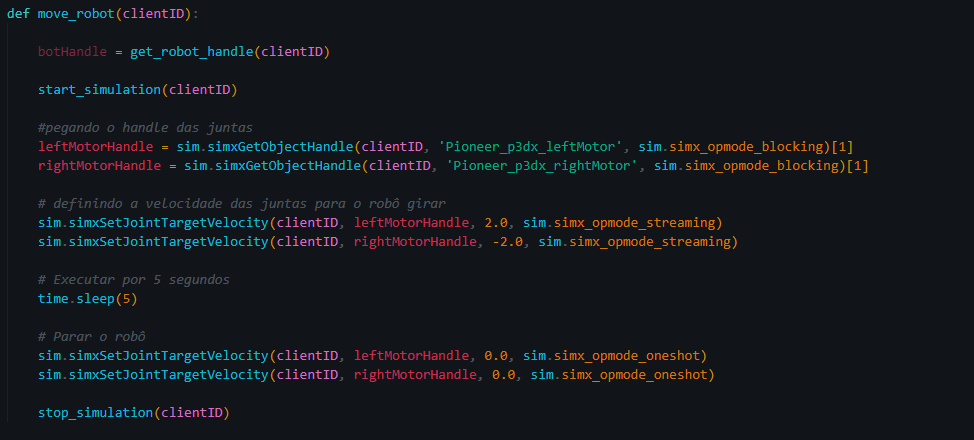 def move_robot(clientID):
botHandle = get_robot_handle(clientID)
start_simulation(clientID)
#pegando o handle das juntas
leftMotorHandle = sim.simxGetObjectHandle(clientID, 'Pioneer_p3dx_leftMotor', sim.simx_opmode_blocking)[1]
rightMotorHandle = sim.simxGetObjectHandle(clientID, 'Pioneer_p3dx_rightMotor', sim.simx_opmode_blocking)[1]
# definindo a velocidade das juntas para o robô girar
sim.simxSetJointTargetVelocity(clientID, leftMotorHandle, 2.0, sim.simx_opmode_streaming)
sim.simxSetJointTargetVelocity(clientID, rightMotorHandle, -2.0, sim.simx_opmode_streaming)
# Executar por 5 segundos
time.sleep(5)
# Parar o robô
sim.simxSetJointTargetVelocity(clientID, leftMotorHandle, 0.0, sim.simx_opmode_oneshot)
sim.simxSetJointTargetVelocity(clientID, rightMotorHandle, 0.0, sim.simx_opmode_oneshot)
stop_simulation(clientID)